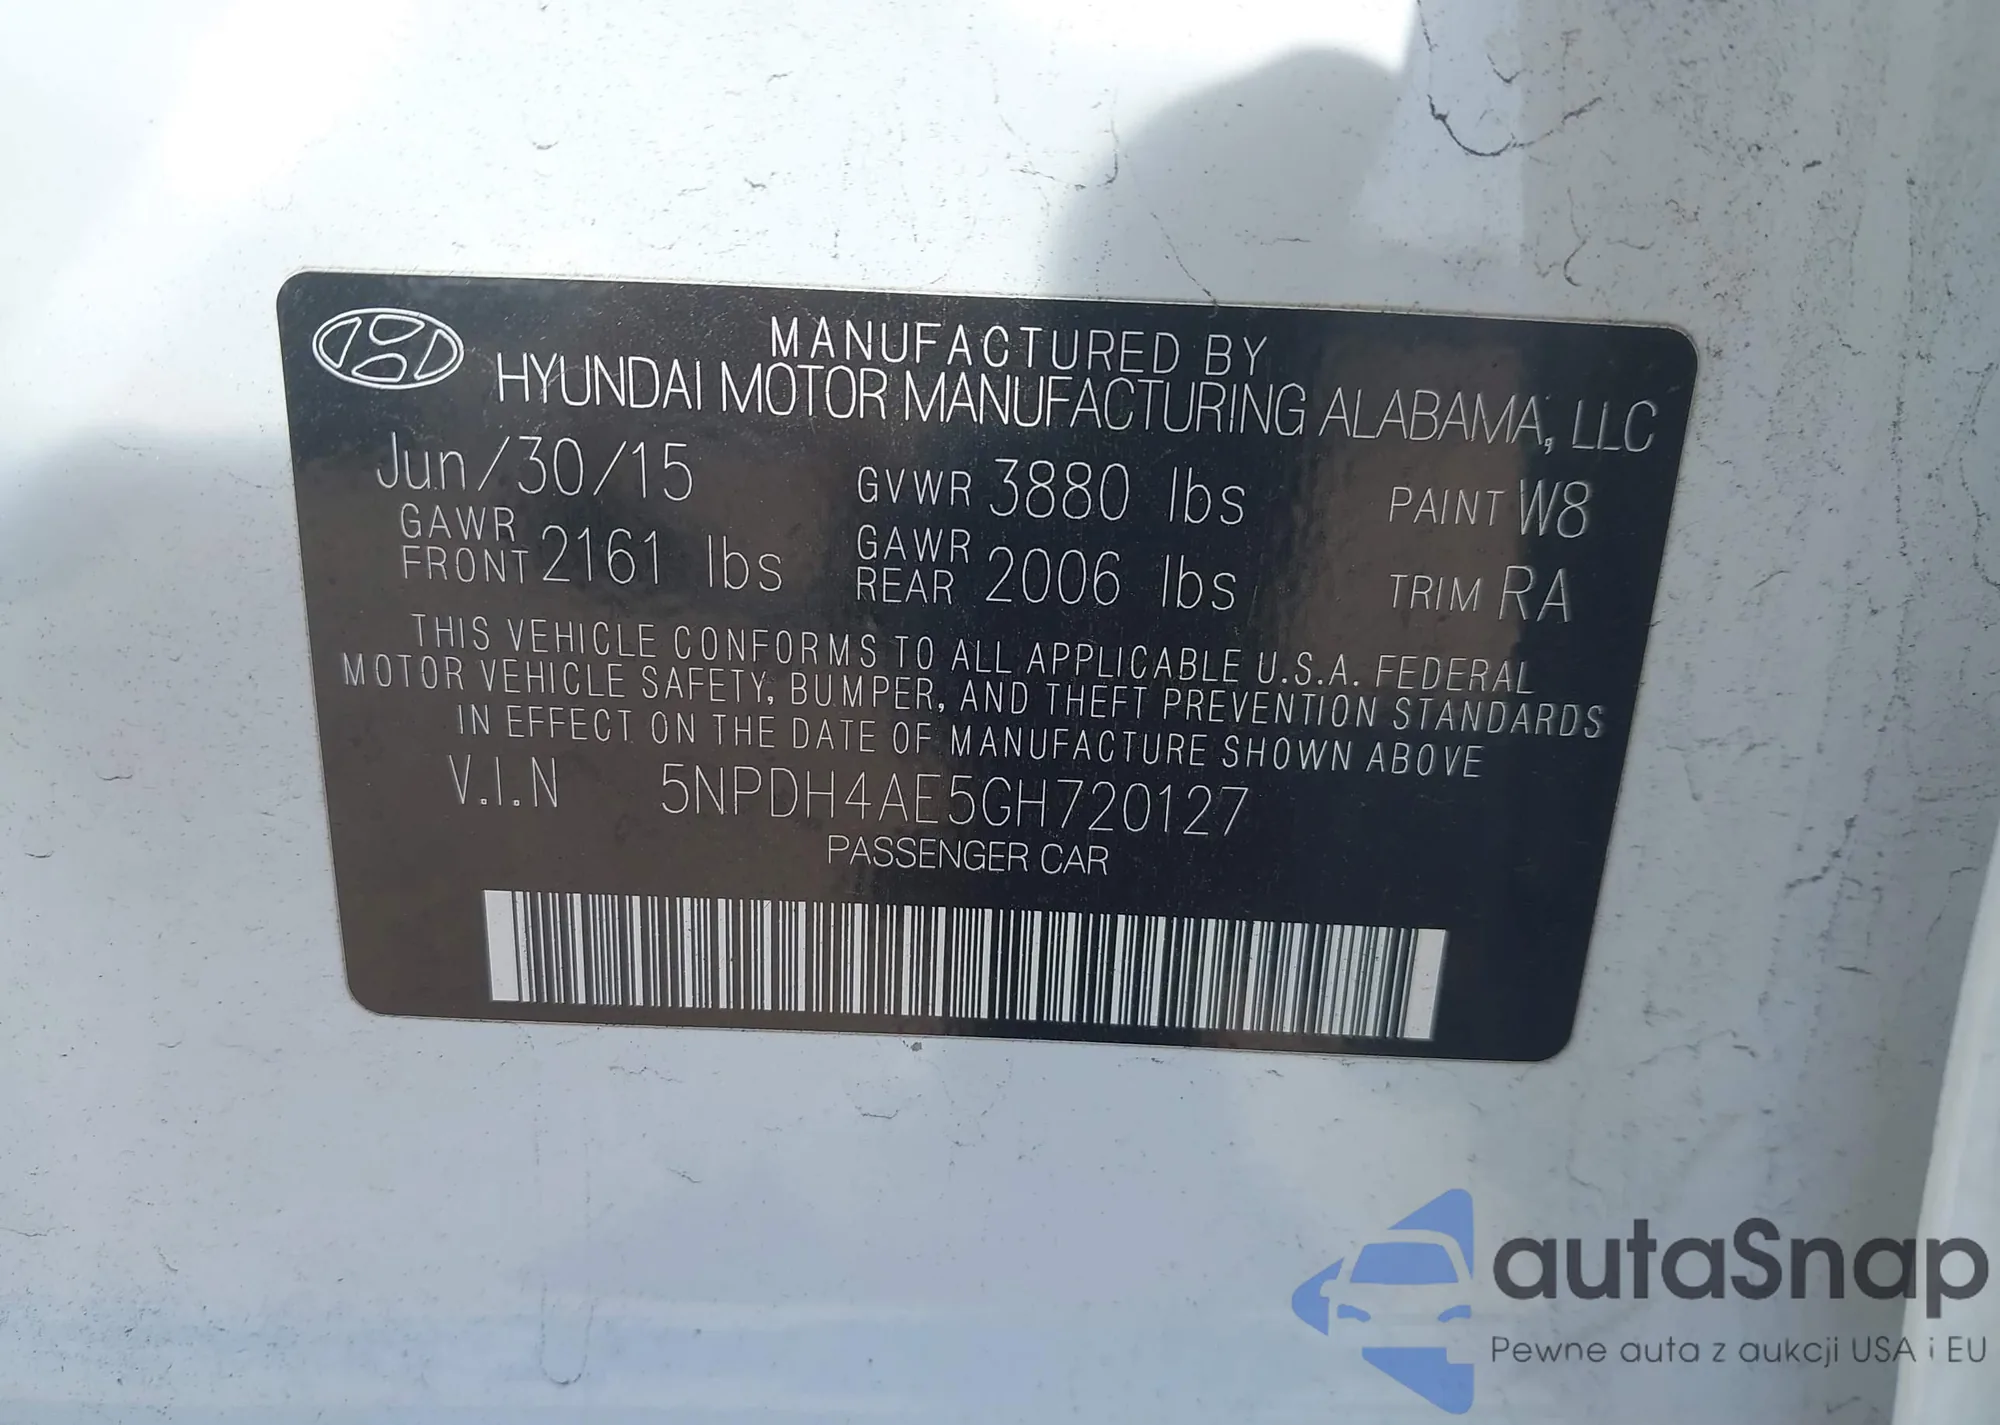 MANUFACTURED BY
HYUNDAI MOTOR MANUFACTURING ALABAMA, LLC
Jun/30/15 GVWR 3880 lbs PAINT W8
GAWR FRONT 2161 lbs GAWR REAR 2006 lbs TRIM RA
THIS VEHICLE CONFORMS TO ALL APPLICABLE U.S.A. FEDERAL
MOTOR VEHICLE SAFETY, BUMPER, AND THEFT PREVENTION STANDARDS
IN EFFECT ON THE DATE OF MANUFACTURE SHOWN ABOVE
V.I.N 5NPDH4AE5GH720127
PASSENGER CAR
autaSnap
Pewne auta z aukcji USA i EU